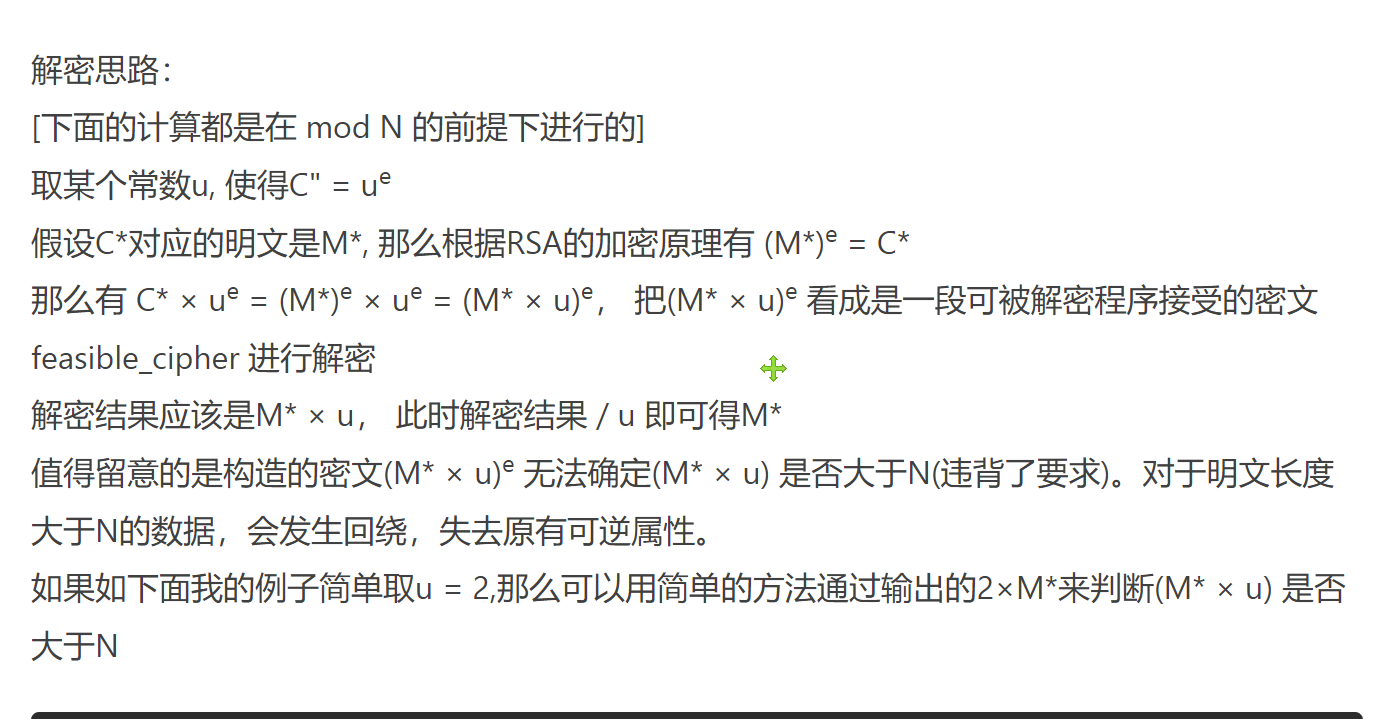 解密思路：
[下面的计算都是在 mod N 的前提下进行的]
取某个常数u, 使得C" = uᵉ
假设C*对应的明文是M*, 那么根据RSA的加密原理有 (M*)ᵉ = C*
那么有 C* × uᵉ = (M*)ᵉ × uᵉ = (M* × u)ᵉ， 把(M* × u)ᵉ 看成是一段可被解密程序接受的密文
feasible_cipher 进行解密
解密结果应该是M* × u， 此时解密结果 / u 即可得M*
值得留意的是构造的密文(M* × u)ᵉ 无法确定(M* × u) 是否大于N(违背了要求)。对于明文长度
大于N的数据，会发生回绕，失去原有可逆属性。
如果如下面我的例子简单取u = 2,那么可以用简单的方法通过输出的2×M*来判断(M* × u) 是否
大于N